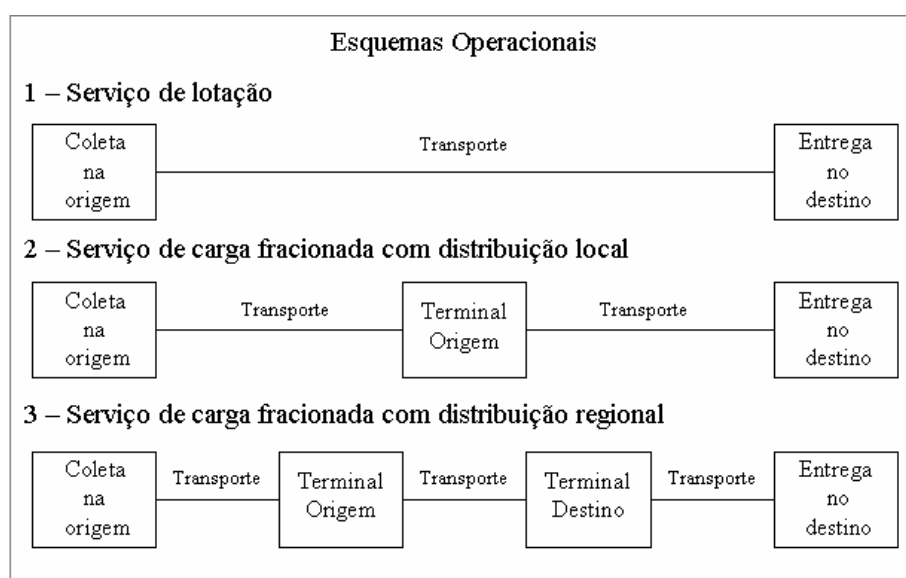 Esquemas Operacionais
1 – Serviço de lotação
Coleta
na
origem
Transporte
Entrega
no
destino
2 – Serviço de carga fracionada com distribuição local
Coleta
na
origem
Transporte
Terminal
Origem
Transporte
Entrega
no
destino
3 – Serviço de carga fracionada com distribuição regional
Coleta
na
origem
Transporte
Terminal
Origem
Transporte
Terminal
Destino
Transporte
Entrega
no
destino